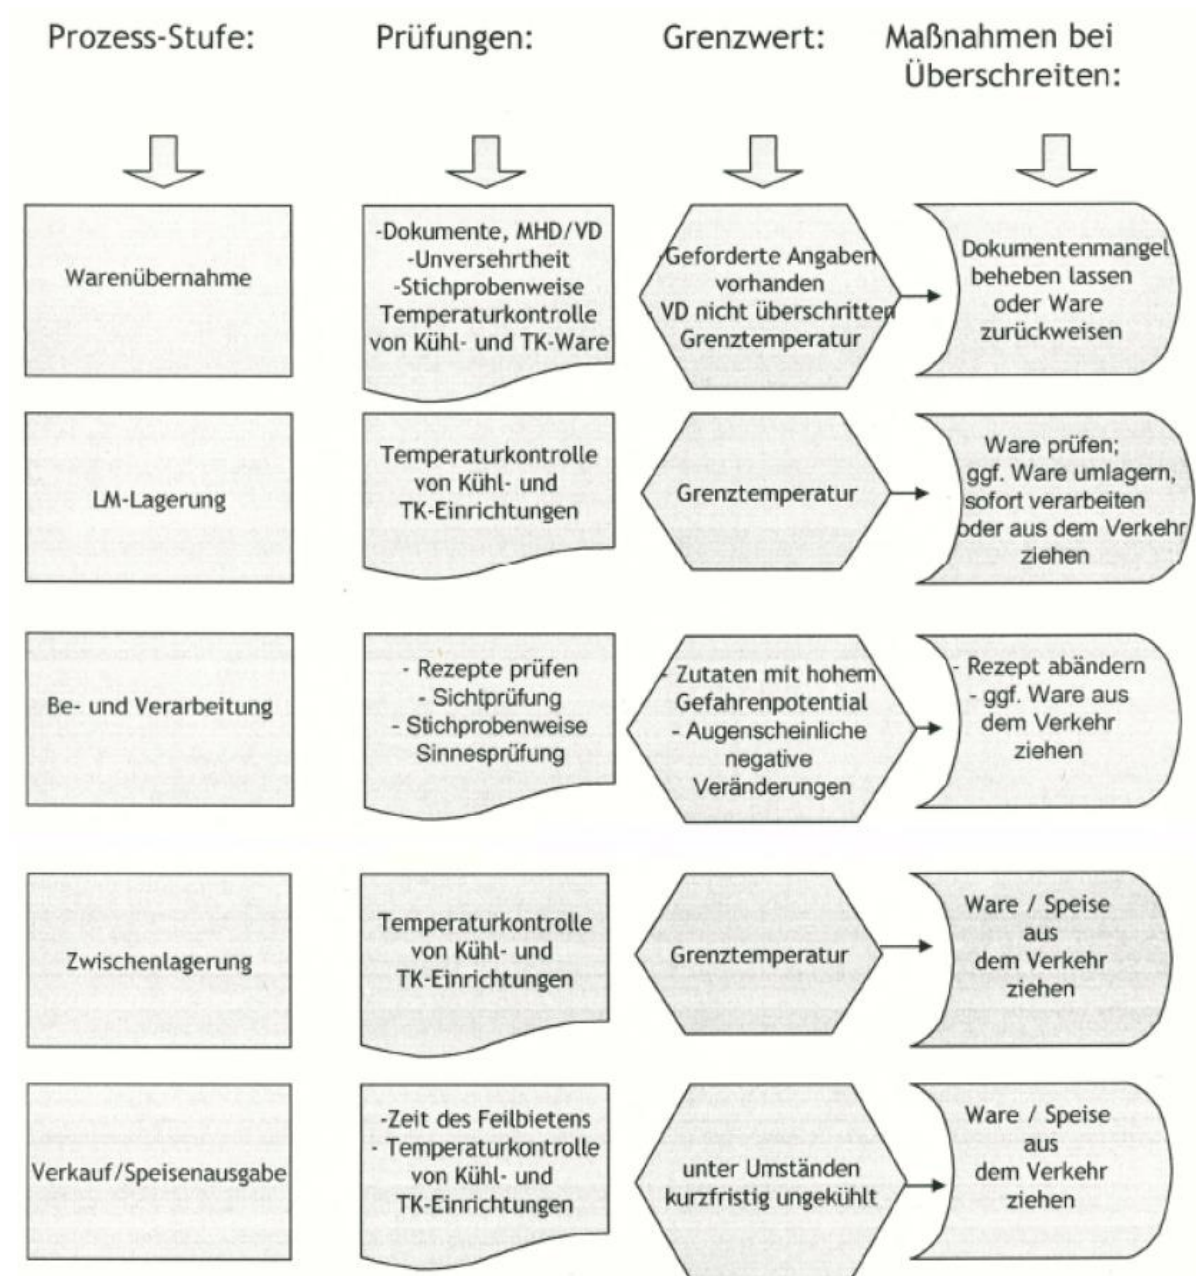 Prozess-Stufe:
Prüfungen:
Grenzwert:
Maßnahmen bei
Überschreiten:
Warenübernahme
-Dokumente, MHD/VD
-Unversehrtheit
-Stichprobenweise
Temperaturkontrolle
von Kühl- und TK-Ware
-Geforderte Angaben
vorhanden
- VD nicht überschritten
Grenztemperatur
Dokumentenmangel
beheben lassen
oder Ware
zurückweisen
LM-Lagerung
Temperaturkontrolle
von Kühl- und
TK-Einrichtungen
Grenztemperatur
Ware prüfen;
ggf. Ware umlagern,
sofort verarbeiten
oder aus dem Verkehr
ziehen
Be- und Verarbeitung
- Rezepte prüfen
- Sichtprüfung
- Stichprobenweise
Sinnesprüfung
- Zutaten mit hohem
Gefahrenpotential
- Augenscheinliche
negative
Veränderungen
- Rezept abändern
- ggf. Ware aus
dem Verkehr
ziehen
Zwischenlagerung
Temperaturkontrolle
von Kühl- und
TK-Einrichtungen
Grenztemperatur
Ware / Speise
aus
dem Verkehr
ziehen
Verkauf/Speisenausgabe
-Zeit des Feilbietens
- Temperaturkontrolle
von Kühl- und
TK-Einrichtungen
unter Umständen
kurzfristig ungekühlt
Ware / Speise
aus
dem Verkehr
ziehen